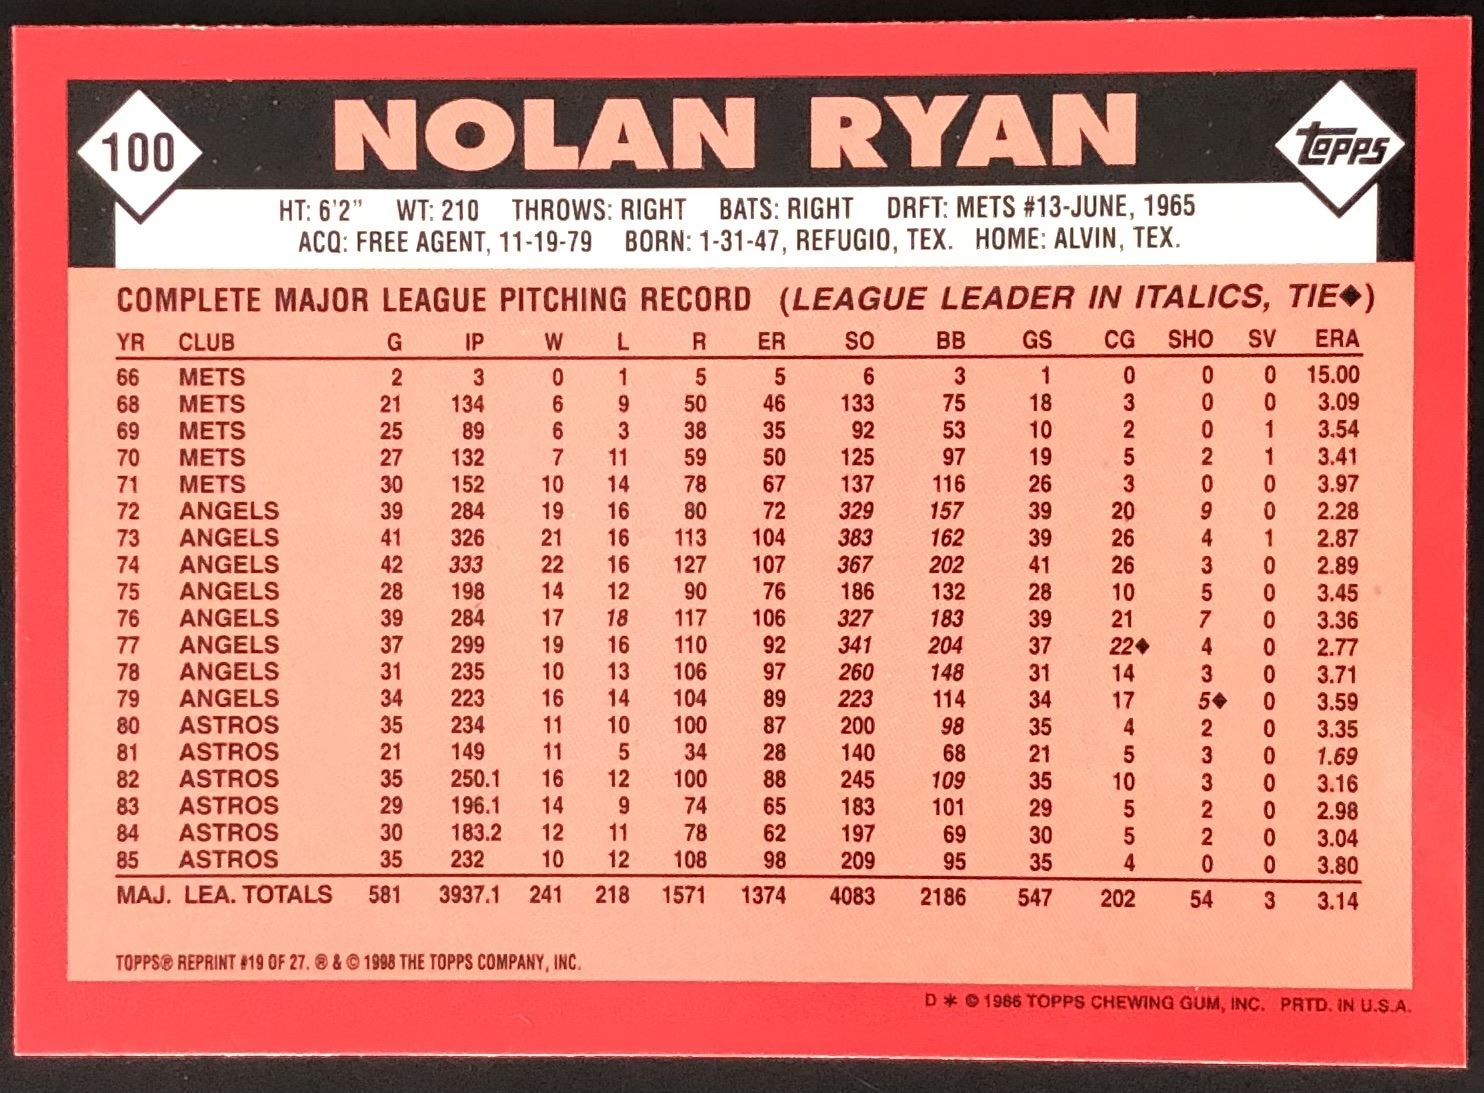 100
NOLAN RYAN
topps
HT: 6'2" WT: 210 THROWS: RIGHT BATS: RIGHT DRFT: METS #13-JUNE, 1965
ACQ: FREE AGENT, 11-19-79 BORN: 1-31-47, REFUGIO, TEX. HOME: ALVIN, TEX.
COMPLETE MAJOR LEAGUE PITCHING RECORD (LEAGUE LEADER IN ITALICS, TIE◆)
YR CLUB G IP W L R ER SO BB GS CG SHO SV ERA
66 METS 2 3 0 1 5 5 6 3 1 0 0 0 15.00
68 METS 21 134 6 9 50 46 133 75 18 3 0 0 3.09
69 METS 25 89 6 3 38 35 92 53 10 2 0 1 3.54
70 METS 27 132 7 11 59 50 125 97 19 5 2 1 3.41
71 METS 30 152 10 14 78 67 137 116 26 3 0 0 3.97
72 ANGELS 39 284 19 16 80 72 329 157 39 20 9 0 2.28
73 ANGELS 41 326 21 16 113 104 383 162 39 26 4 1 2.87
74 ANGELS 42 333 22 16 127 107 367 202 41 26 3 0 2.89
75 ANGELS 28 198 14 12 90 76 186 132 28 10 5 0 3.45
76 ANGELS 39 284 17 18 117 106 327 183 39 21 7 0 3.36
77 ANGELS 37 299 19 16 110 92 341 204 37 22◆ 4 0 2.77
78 ANGELS 31 235 10 13 106 97 260 148 31 14 3 0 3.71
79 ANGELS 34 223 16 14 104 89 223 114 34 17 5◆ 0 3.59
80 ASTROS 35 234 11 10 100 87 200 98 35 4 2 0 3.35
81 ASTROS 21 149 11 5 34 28 140 68 21 5 3 0 1.69
82 ASTROS 35 250.1 16 12 100 88 245 109 35 10 3 0 3.16
83 ASTROS 29 196.1 14 9 74 65 183 101 29 5 2 0 2.98
84 ASTROS 30 183.2 12 11 78 62 197 69 30 5 2 0 3.04
85 ASTROS 35 232 10 12 108 98 209 95 35 4 0 0 3.80
MAJ. LEA. TOTALS 581 3937.1 241 218 1571 1374 4083 2186 547 202 54 3 3.14
TOPPS® REPRINT #19 OF 27. ® & © 1998 THE TOPPS COMPANY, INC.
D * © 1986 TOPPS CHEWING GUM, INC. PRTD. IN U.S.A.